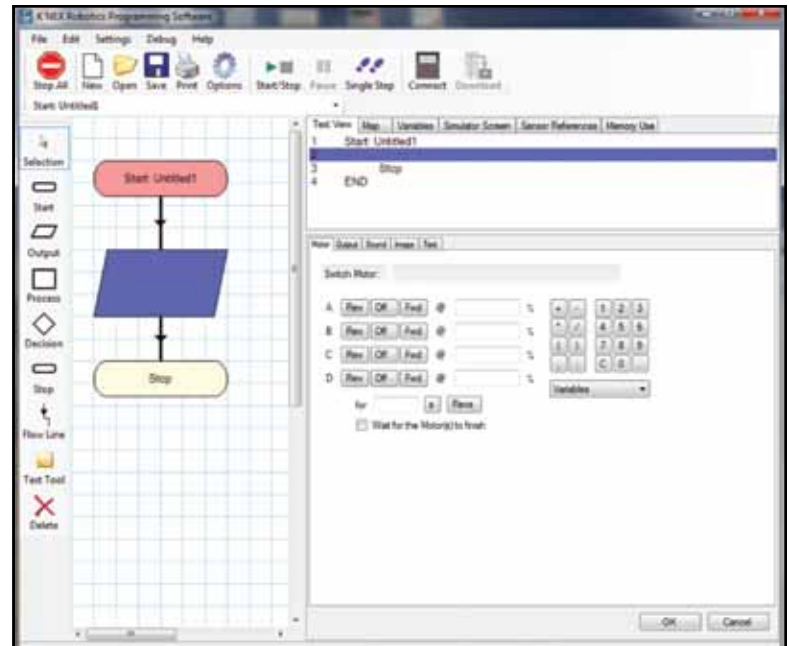 K'NEX Robotics Programming Software
File Edit Settings Debug Help
Stop All New Open Save Print Options Start/Stop Pause Single Step Connect Download
Start: Untitled1
Text View Map Variables Simulator Screen Sensor References Memory Use
1 Start: Untitled1
2
3 Stop
4 END
Selection
Start
Output
Process
Decision
Stop
Flow Line
Text Tool
Delete
Start: Untitled1
Stop
Motor Output Sound Image Text
Switch Motor:
A Rev Off Fwd @ %
B Rev Off Fwd @ %
C Rev Off Fwd @ %
D Rev Off Fwd @ %
for s
Wait for the Motor(s) to finish
+ - 1 2 3
* / 4 5 6
( ) 7 8 9
C 0 .
Variables
OK Cancel